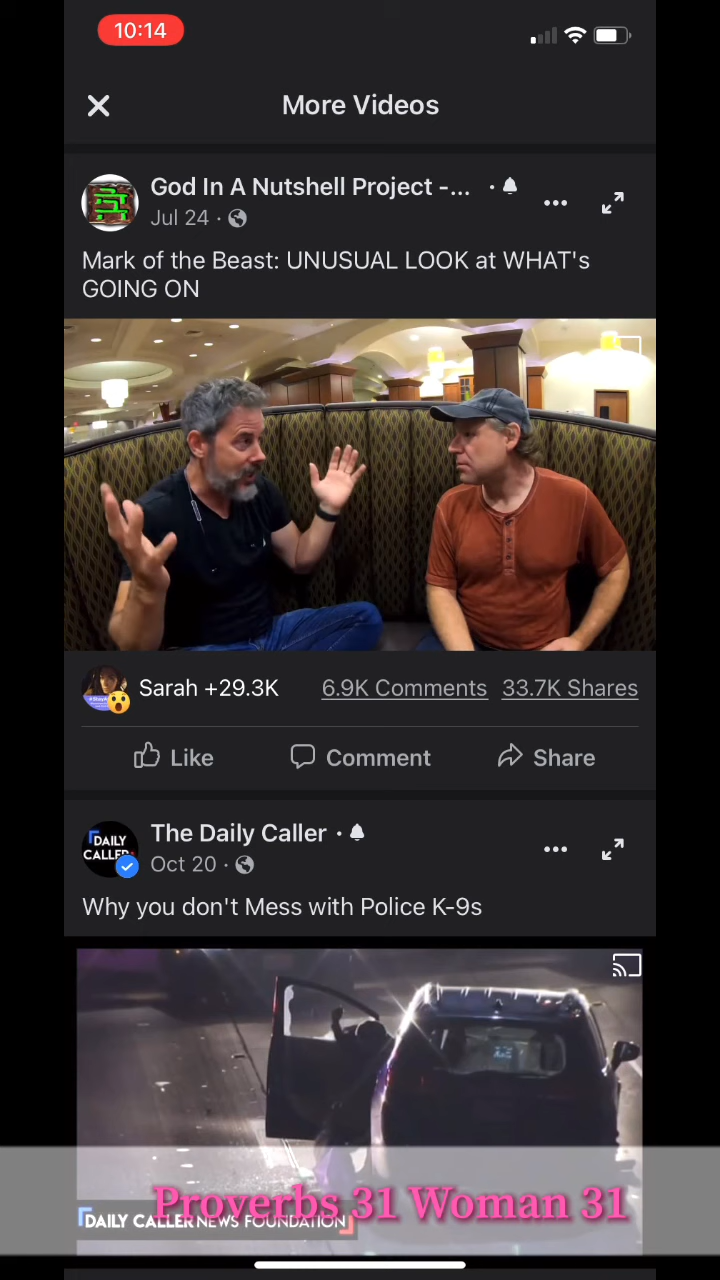 10:14
More Videos
God In A Nutshell Project -...
Jul 24 ·
Mark of the Beast: UNUSUAL LOOK at WHAT's
GOING ON
Sarah +29.3K 6.9K Comments 33.7K Shares
Like Comment Share
DAILY
CALLER
The Daily Caller ·
Oct 20 ·
Why you don't Mess with Police K-9s
Proverbs 31 Woman 31
DAILY CALLER NEWS FOUNDATION